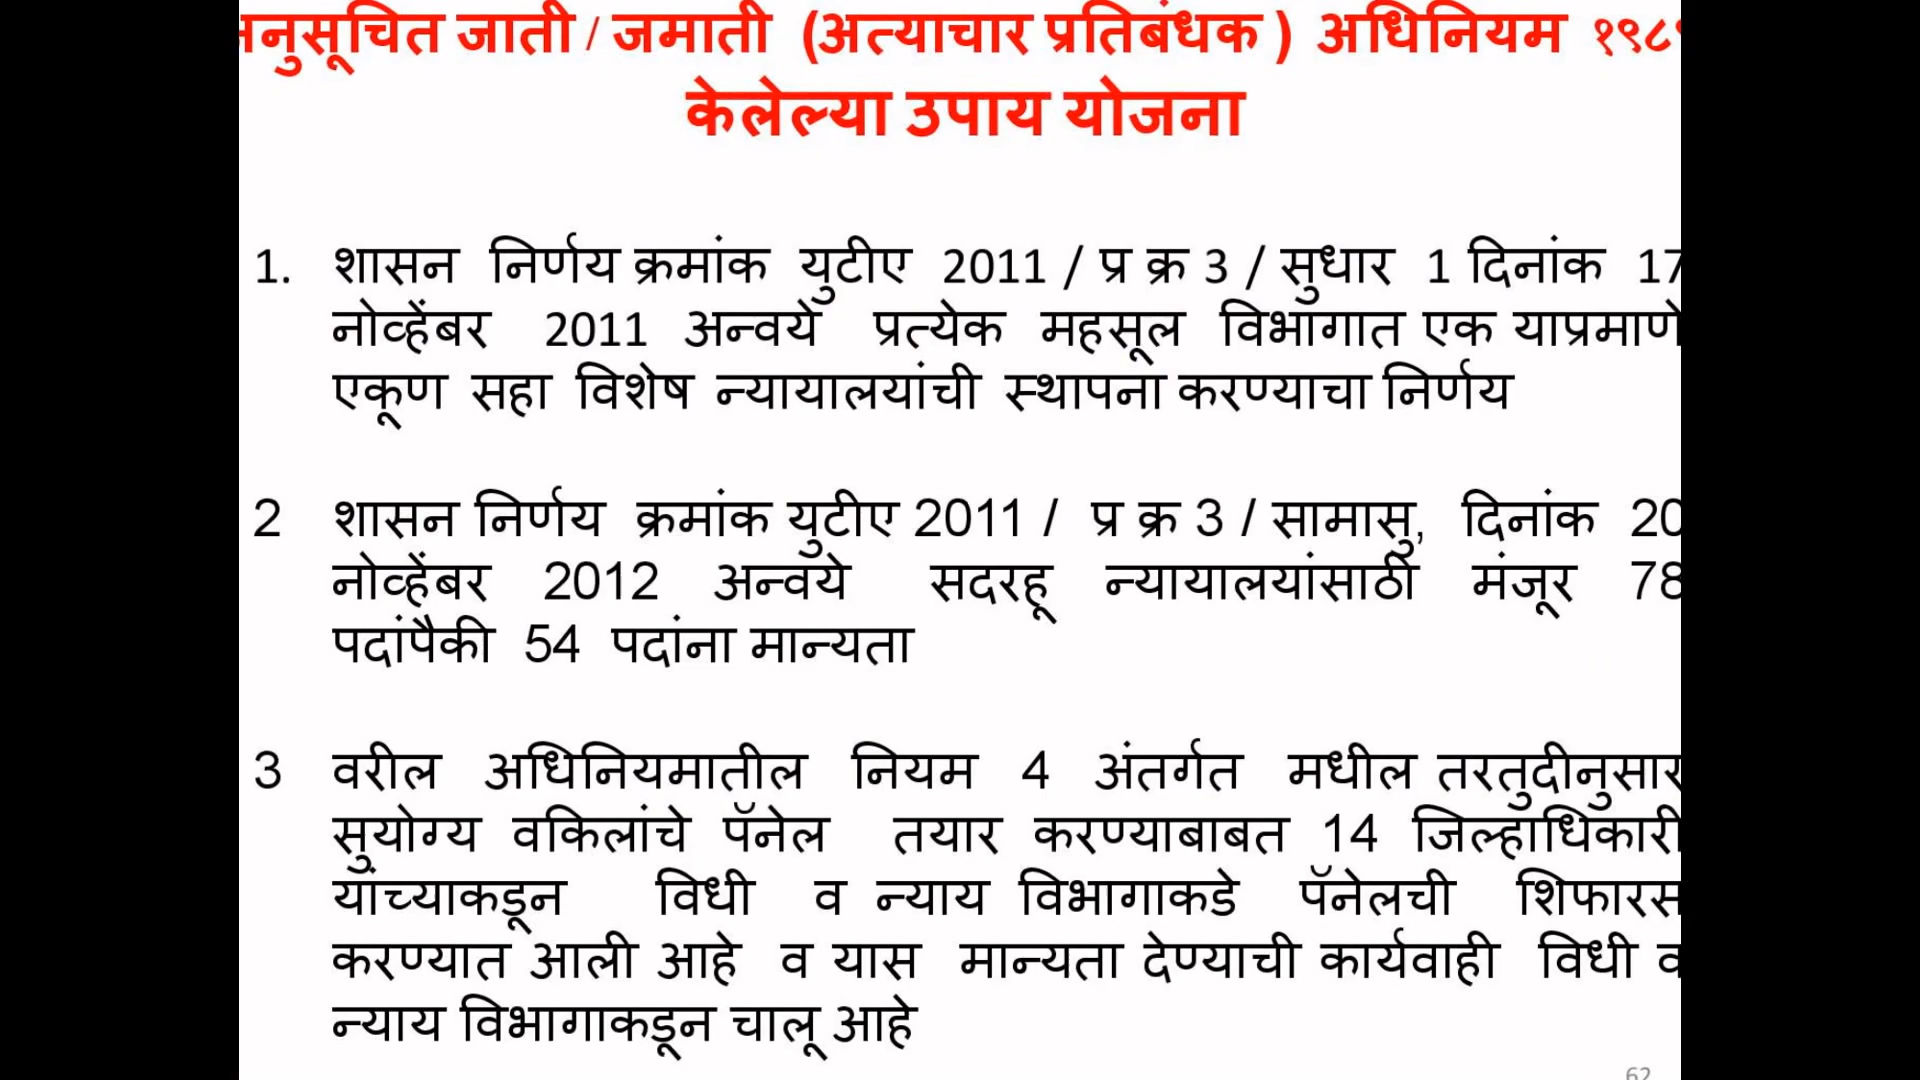 अनुसूचित जाती / जमाती (अत्याचार प्रतिबंधक ) अधिनियम १९८९
केलेल्या उपाय योजना
1. शासन निर्णय क्रमांक युटीए 2011 / प्र क्र 3 / सुधार 1 दिनांक 17
नोव्हेंबर 2011 अन्वये प्रत्येक महसूल विभागात एक याप्रमाणे
एकूण सहा विशेष न्यायालयांची स्थापना करण्याचा निर्णय
2 शासन निर्णय क्रमांक युटीए 2011 / प्र क्र 3 / सामासु, दिनांक 20
नोव्हेंबर 2012 अन्वये सदरहू न्यायालयांसाठी मंजूर 78
पदांपैकी 54 पदांना मान्यता
3 वरील अधिनियमातील नियम 4 अंतर्गत मधील तरतुदीनुसार
सुयोग्य वकिलांचे पॅनेल तयार करण्याबाबत 14 जिल्हाधिकारी
यांच्याकडून विधी व न्याय विभागाकडे पॅनेलची शिफारस
करण्यात आली आहे व यास मान्यता देण्याची कार्यवाही विधी व
न्याय विभागाकडून चालू आहे
62